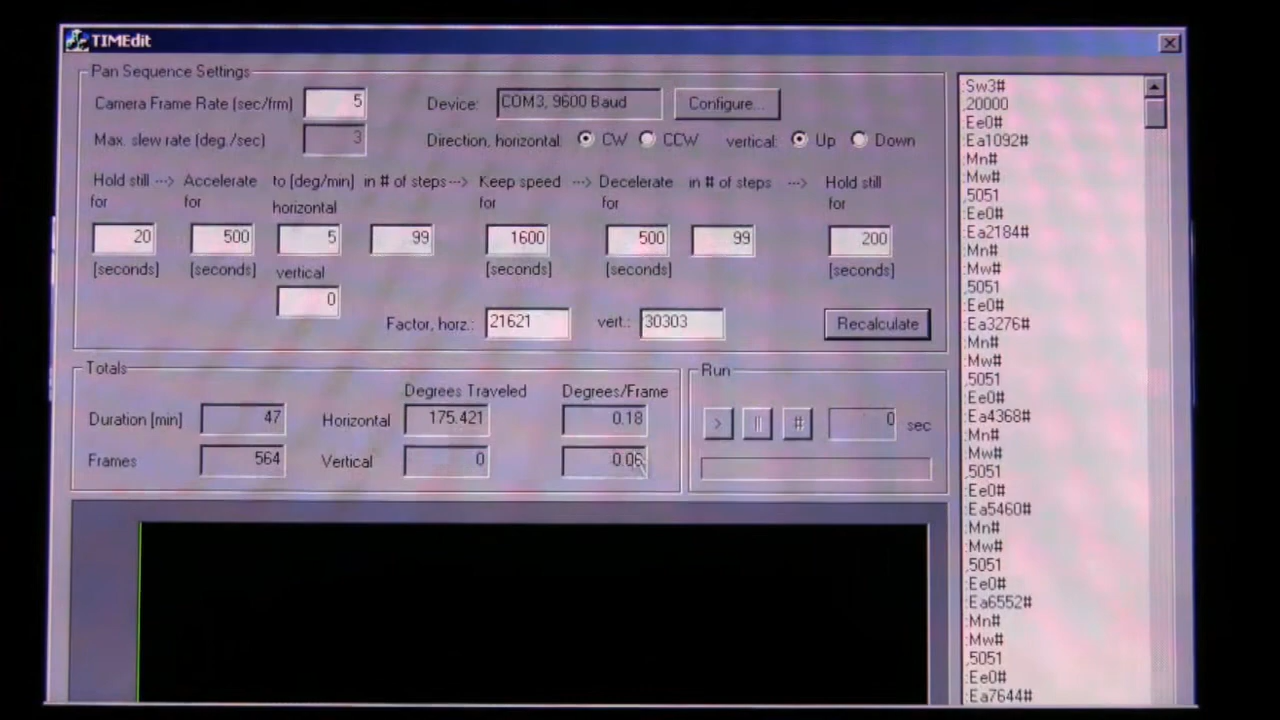 TIMEdit
Pan Sequence Settings
Camera Frame Rate (sec/frm) 5 Device: COM3, 9600 Baud Configure...
Max. slew rate (deg./sec) 3 Direction, horizontal: CW CCW vertical: Up Down
Hold still ---> Accelerate to (deg/min) in # of steps---> Keep speed ---> Decelerate in # of steps ---> Hold still
for for horizontal for for for
20 500 5 99 1600 500 99 200
[seconds] [seconds] vertical [seconds] [seconds] [seconds]
0
Factor, horz.: 21621 vert.: 30303 Recalculate
Totals
Degrees Traveled Degrees/Frame
Duration (min) 47 Horizontal 175.421 0.18
Frames 564 Vertical 0 0.06
Run
> || # 0 sec
:Sw3#
,20000
:Ee0#
:Ea1092#
:Mn#
:Mw#
,5051
:Ee0#
:Ea2184#
:Mn#
:Mw#
,5051
:Ee0#
:Ea3276#
:Mn#
:Mw#
,5051
:Ee0#
:Ea4368#
:Mn#
:Mw#
,5051
:Ee0#
:Ea5460#
:Mn#
:Mw#
,5051
:Ee0#
:Ea6552#
:Mn#
:Mw#
,5051
:Ee0#
:Ea7644#